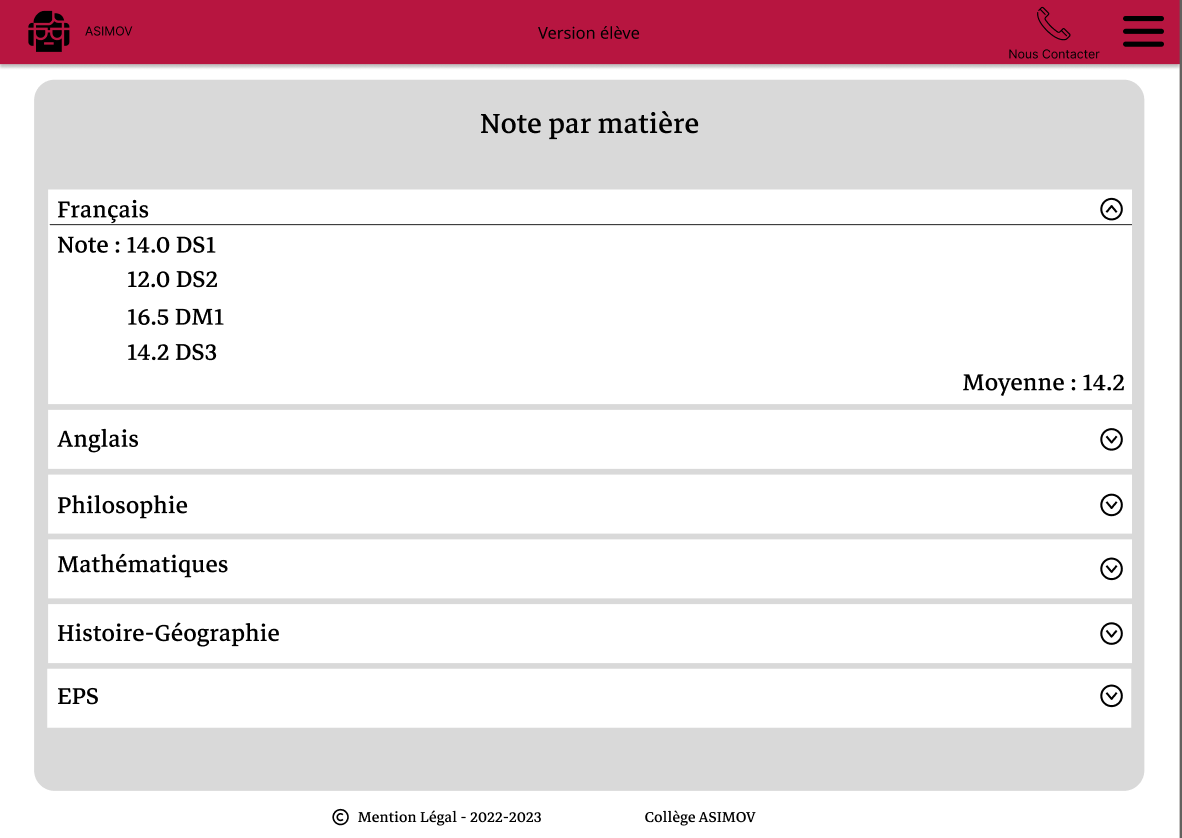 ASIMOV
Version élève
Nous Contacter
Note par matière
Français
Note : 14.0 DS1
12.0 DS2
16.5 DM1
14.2 DS3
Moyenne : 14.2
Anglais
Philosophie
Mathématiques
Histoire-Géographie
EPS
© Mention Légal - 2022-2023
Collège ASIMOV